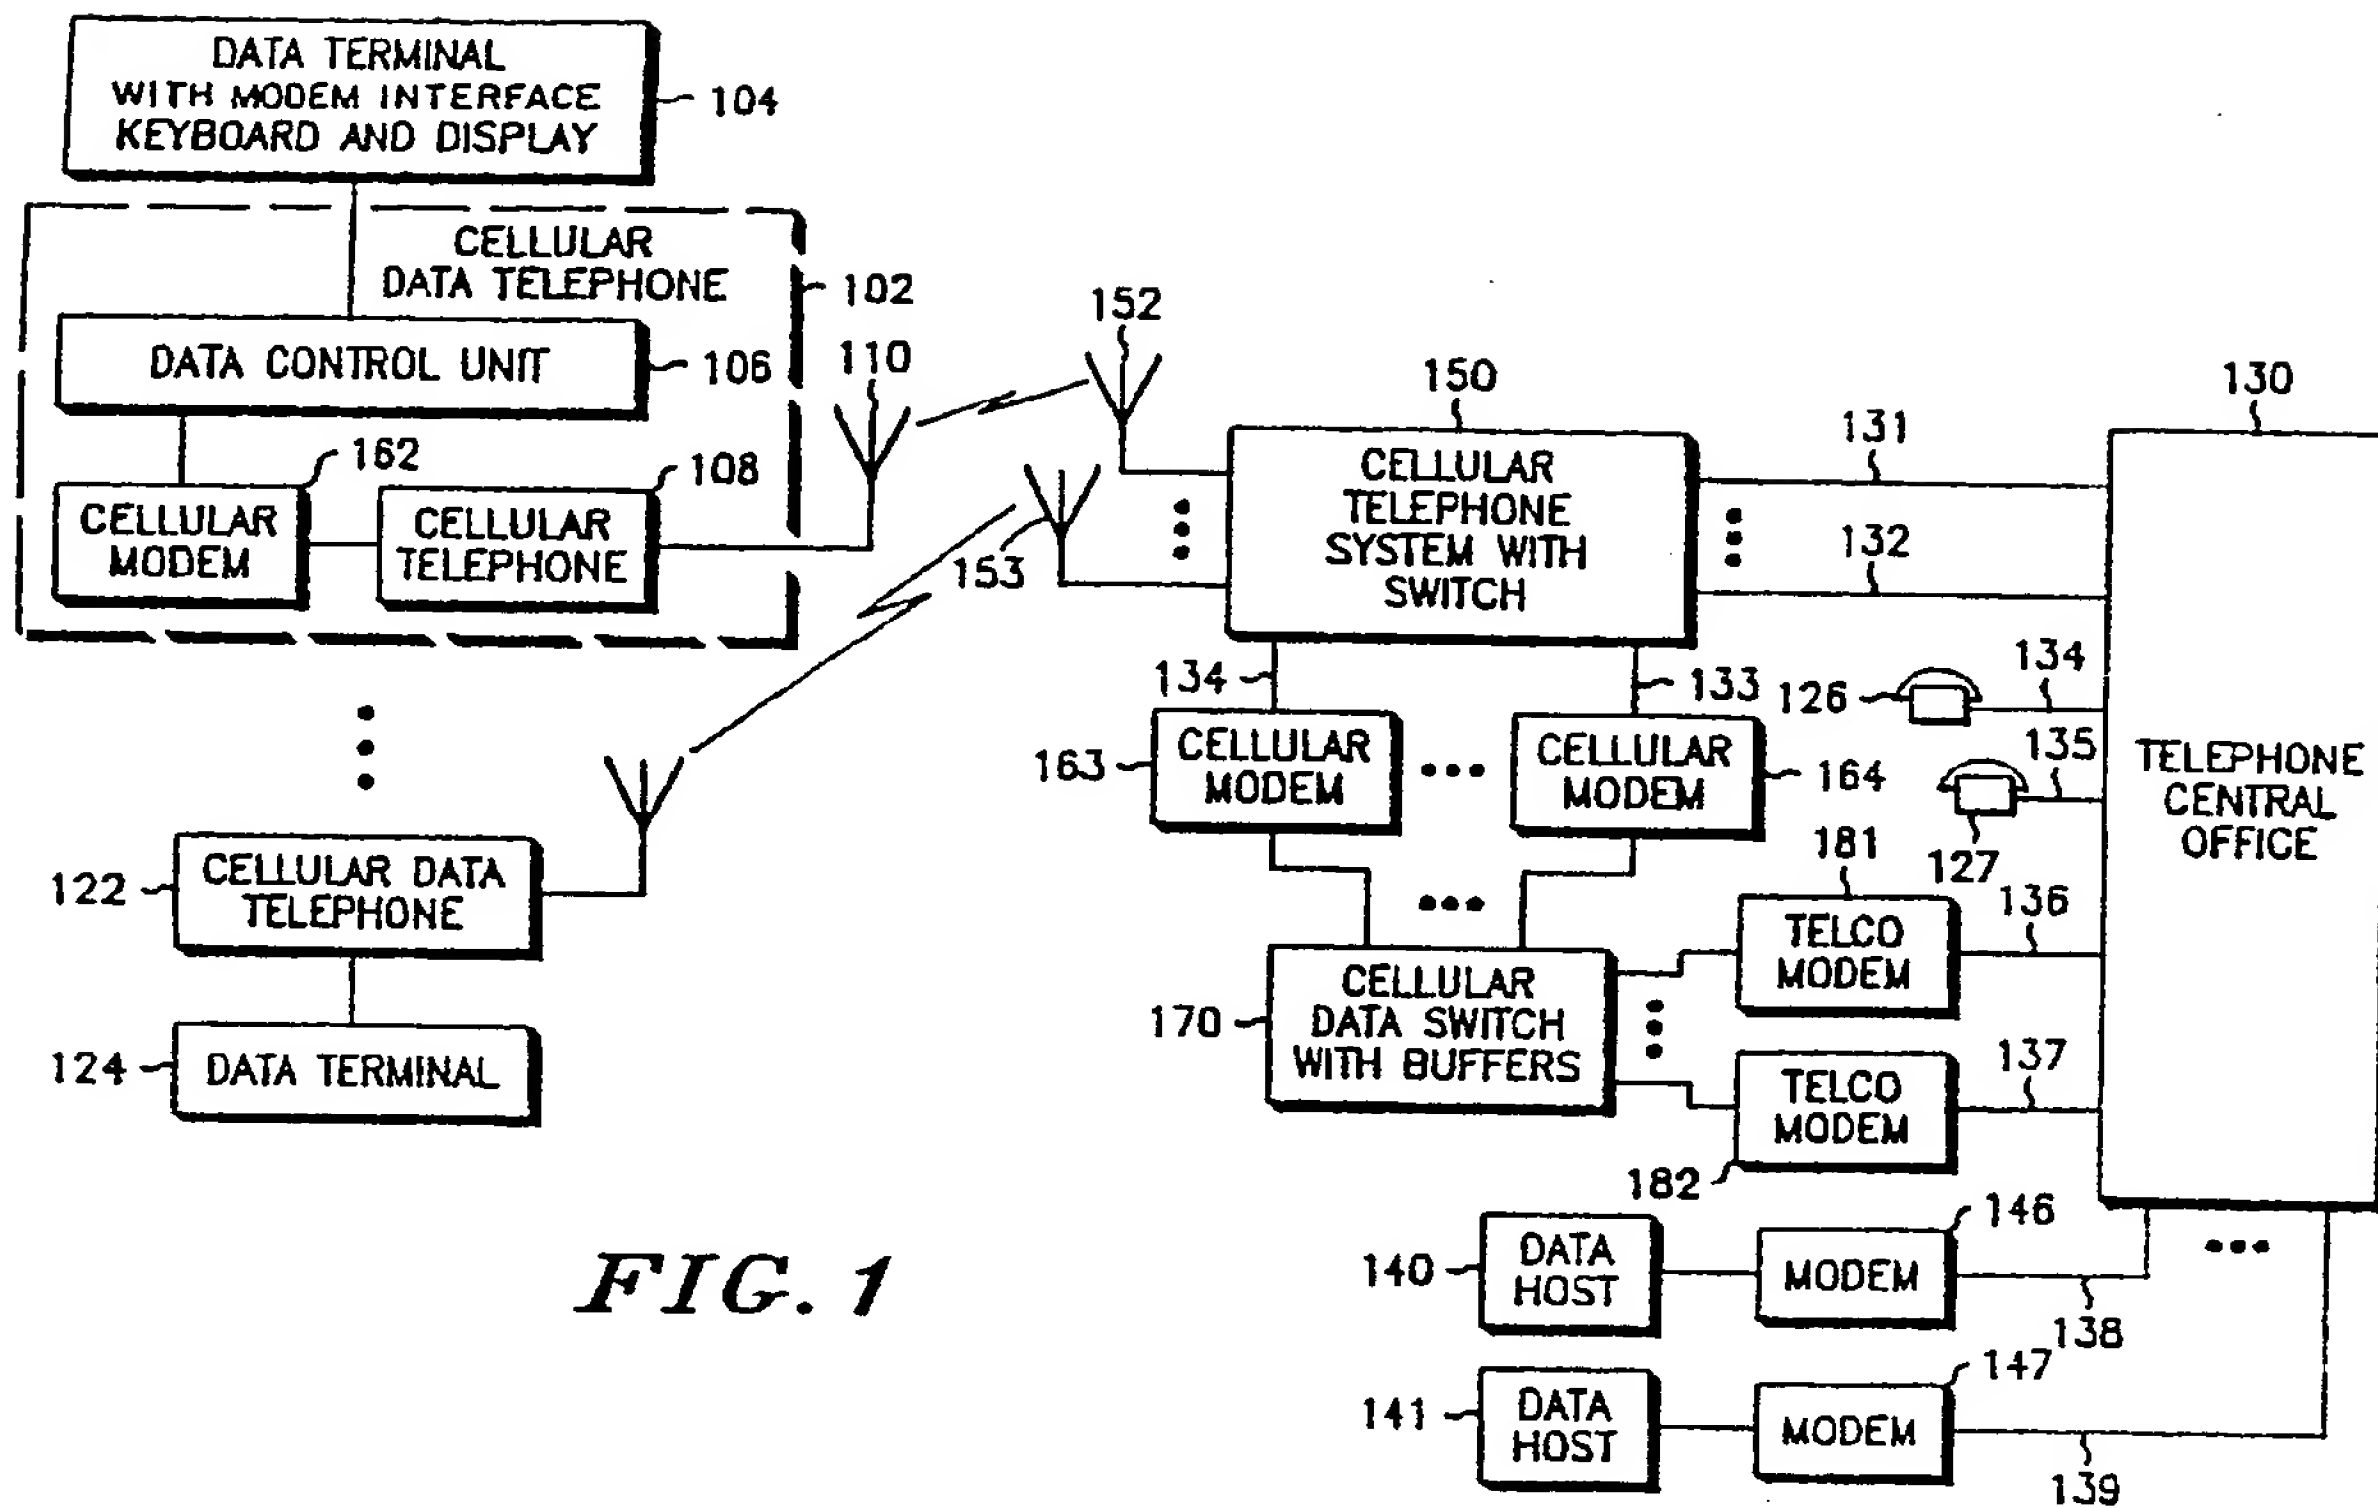 DATA TERMINAL
WITH MODEM INTERFACE
KEYBOARD AND DISPLAY
104
CELLULAR
DATA TELEPHONE
102
DATA CONTROL UNIT
106
110
162
108
CELLULAR
MODEM
CELLULAR
TELEPHONE
152
153
150
CELLULAR
TELEPHONE
SYSTEM WITH
SWITCH
131
132
130
TELEPHONE
CENTRAL
OFFICE
134
133
126
134
127
135
163
CELLULAR
MODEM
CELLULAR
MODEM
164
122
CELLULAR DATA
TELEPHONE
124
DATA TERMINAL
170
CELLULAR
DATA SWITCH
WITH BUFFERS
181
TELCO
MODEM
136
TELCO
MODEM
137
182
140
DATA
HOST
MODEM
146
138
141
DATA
HOST
MODEM
147
139
FIG. 1